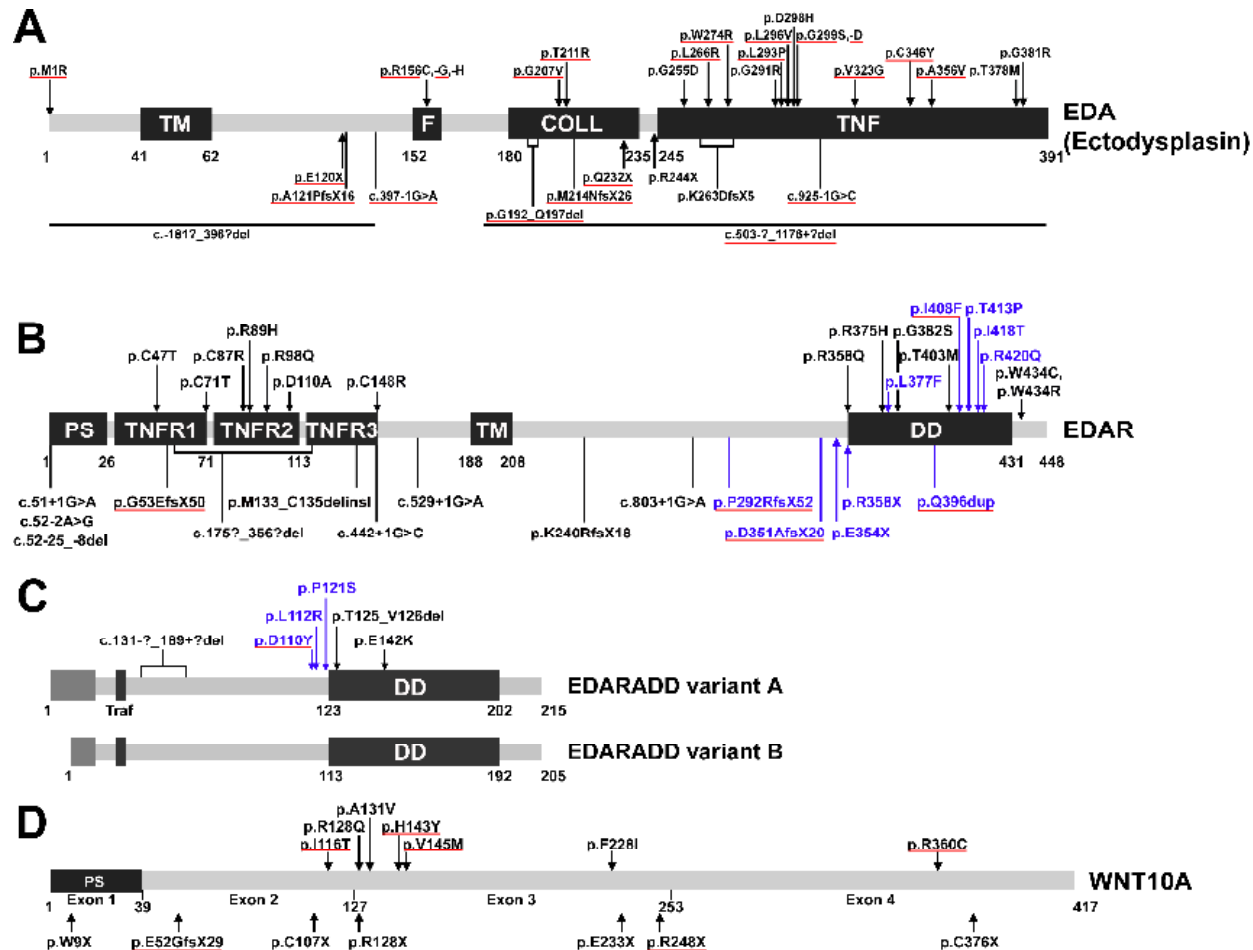 A
p.D298H
p.W274R
p.L296V
p.G299S,-D
p.T211R
p.L266R
p.L293P
p.C346Y
p.G381R
p.M1R
p.R156C,-G,-H
p.G207V
p.G255D
p.G291R
p.V323G
p.A356V
p.T378M
TM
F
COLL
TNF
EDA
(Ectodysplasin)
1
41
62
152
180
235
245
391
p.E120X
p.Q232X
p.R244X
p.A121PfsX16
c.397-1G>A
p.M214NfsX26
p.K263DfsX5
c.925-1G>C
p.G192_Q197del
c.-181?_396?del
c.503-?_1176+?del
B
p.I408F
p.T413P
p.R89H
p.R375H
p.G382S
p.I418T
p.C47T
p.C87R
p.R98Q
p.R358Q
p.T403M
p.R420Q
p.C71T
p.D110A
p.C148R
p.L377F
p.W434C,
p.W434R
PS
TNFR1
TNFR2
TNFR3
TM
DD
EDAR
1
26
71
113
188
208
431
448
c.51+1G>A
p.G53EfsX50
p.M133_C135delinsI
c.529+1G>A
c.803+1G>A
p.P292RfsX52
p.R358X
p.Q396dup
c.52-2A>G
c.52-25_-8del
c.175?_356?del
c.442+1G>C
p.K240RfsX18
p.D351AfsX20
p.E354X
C
p.P121S
p.L112R
p.T125_V126del
c.131-?_189+?del
p.D110Y
p.E142K
DD
EDARADD variant A
1
Traf
123
202
215
DD
EDARADD variant B
1
113
192
205
D
p.A131V
p.R128Q
p.H143Y
p.I116T
p.V145M
p.F228I
p.R360C
PS
WNT10A
1
Exon 1
39
Exon 2
127
Exon 3
253
Exon 4
417
p.W9X
p.E52GfsX29
p.C107X
p.R128X
p.E233X
p.R248X
p.C376X